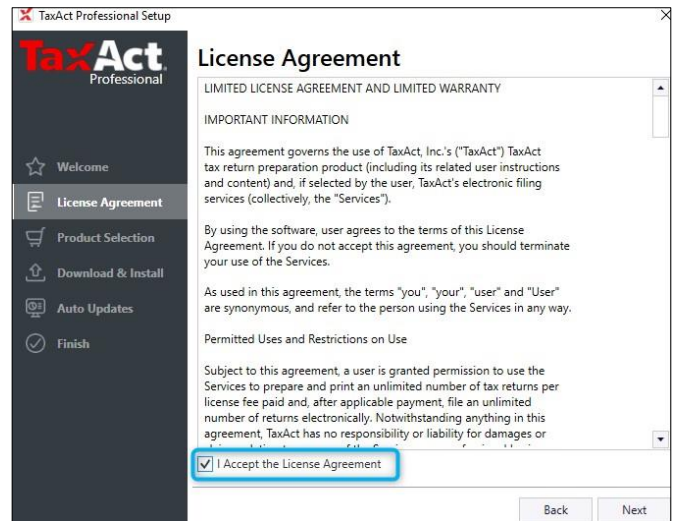 TaxAct Professional Setup
TaxAct
Professional
Welcome
License Agreement
Product Selection
Download & Install
Auto Updates
Finish
License Agreement
LIMITED LICENSE AGREEMENT AND LIMITED WARRANTY
IMPORTANT INFORMATION
This agreement governs the use of TaxAct, Inc.'s ("TaxAct") TaxAct
tax return preparation product (including its related user instructions
and content) and, if selected by the user, TaxAct's electronic filing
services (collectively, the "Services").
By using the software, user agrees to the terms of this License
Agreement. If you do not accept this agreement, you should terminate
your use of the Services.
As used in this agreement, the terms "you", "your", "user" and "User"
are synonymous, and refer to the person using the Services in any way.
Permitted Uses and Restrictions on Use
Subject to this agreement, a user is granted permission to use the
Services to prepare and print an unlimited number of tax returns per
license fee paid and, after applicable payment, file an unlimited
number of returns electronically. Notwithstanding anything in this
agreement, TaxAct has no responsibility or liability for damages or
I Accept the License Agreement
Back
Next